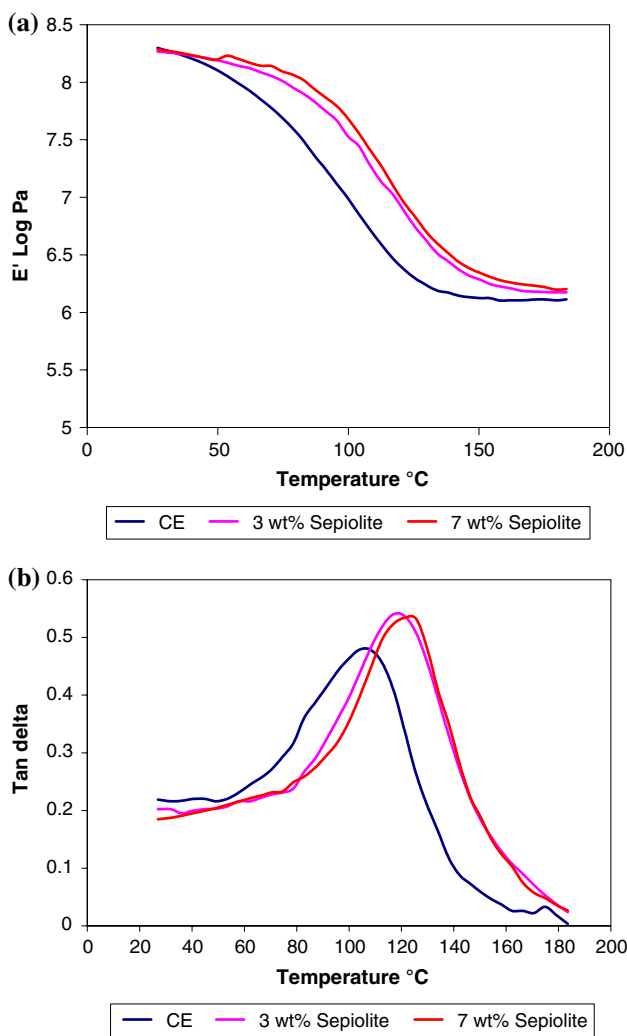 (a)
8.5
8
7.5
7
6.5
6
5.5
5
E' Log Pa
0 50 100 150 200
Temperature °C
CE 3 wt% Sepiolite 7 wt% Sepiolite
(b)
0.6
0.5
0.4
0.3
0.2
0.1
0
Tan delta
0 20 40 60 80 100 120 140 160 180 200
Temperature °C
CE 3 wt% Sepiolite 7 wt% Sepiolite